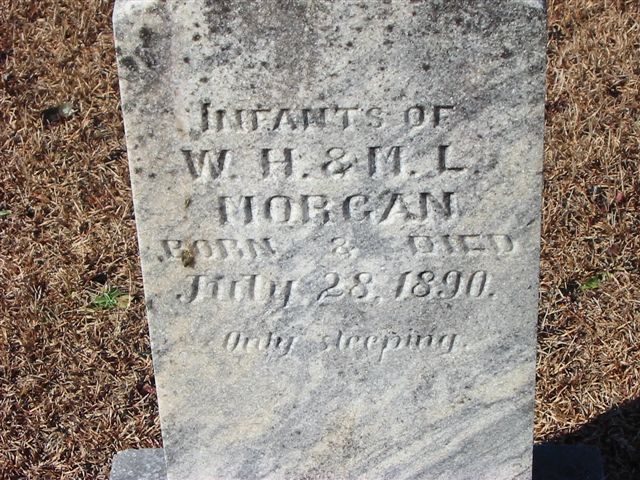 INFANTS OF
W. H. & M. L.
MORGAN
BORN & DIED
July 28, 1890.
Only sleeping.